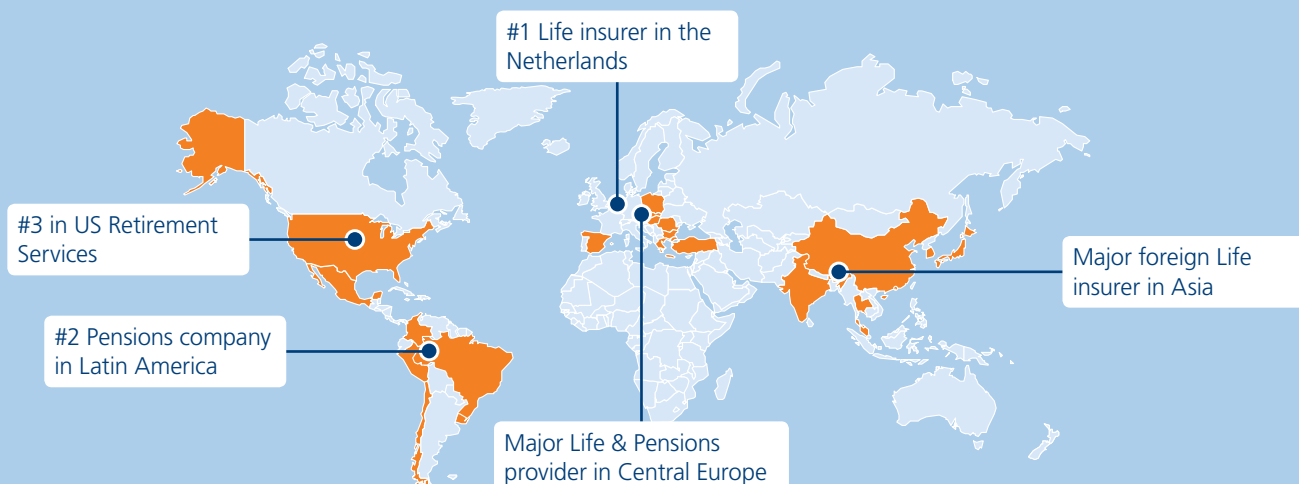 #1 Life insurer in the
Netherlands
#3 in US Retirement
Services
Major foreign Life
insurer in Asia
#2 Pensions company
in Latin America
Major Life & Pensions
provider in Central Europe